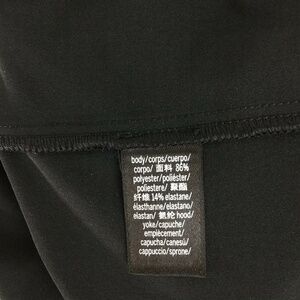 body/corps/cuerpo/
corpo/ 面料 86%
polyester/poliéster/
poliestere/ 聚酯
纤维 14% elastane/
élasthanne/elastano/
elastan/ 氨纶 hood/
yoke/capuche/
empiècement/
capucha/canesú/
cappuccio/sprone/